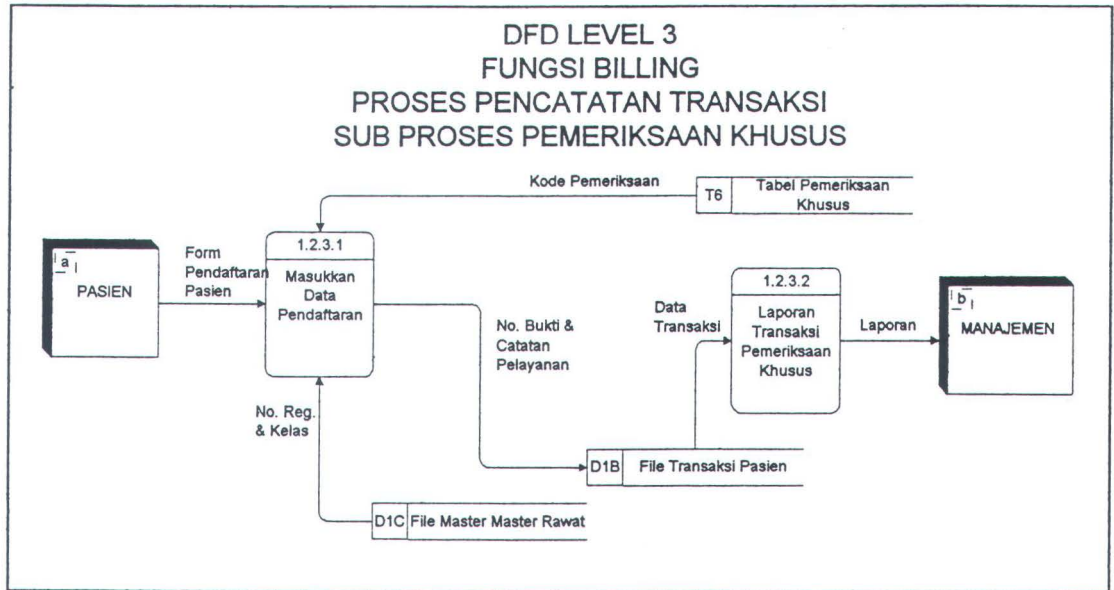 DFD LEVEL 3
FUNGSI BILLING
PROSES PENCATATAN TRANSAKSI
SUB PROSES PEMERIKSAAN KHUSUS
Kode Pemeriksaan
T6
Tabel Pemeriksaan
Khusus
a
PASIEN
Form
Pendaftaran
Pasien
1.2.3.1
Masukkan
Data
Pendaftaran
No. Bukti &
Catatan
Pelayanan
Data
Transaksi
1.2.3.2
Laporan
Transaksi
Pemeriksaan
Khusus
Laporan
b
MANAJEMEN
No. Reg.
& Kelas
D1B
File Transaksi Pasien
D1C
File Master Master Rawat